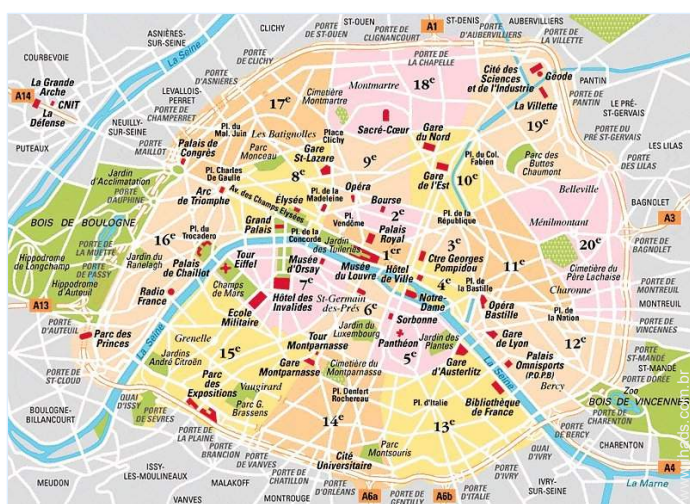 ASNIÈRES-
SUR-SEINE
CLICHY
ST-OUEN
A1
ST-DENIS
AUBERVILLIERS
PORTE DE
LA VILLETTE
COURBEVOIE
La Seine
PORTE
DE ST-OUEN
PORTE DE
CLIGNANCOURT
PORTE
D'AUBERVILLIERS
PORTE DE
LA CHAPELLE
PORTE
DE CLICHY
PORTE
D'ASNIÈRES
La Grande
Arche
CNIT
A14
La
Défense
LEVALLOIS-
PERRET
PORTE DE
CHAMPERRET
NEUILLY-
SUR-SEINE
PUTEAUX
PORTE
MAILLOT
17e
Cimetière
Montmartre
Montmartre
18e
Cité des
Sciences
et de l'Industrie
Géode
PANTIN
La Villette
PORTE DE
PANTIN
LE PRÉ-
ST-GERVAIS
19e
PORTE
DU PRÉ
ST-GERVAIS
LES LILAS
PORTE
DES LILAS
Pl. du
Mal. Juin
Les Batignolles
Place
Clichy
Sacré-Cœur
Gare
du Nord
Palais de
Congrès
Parc
Monceau
Gare
St-Lazare
9e
Gare
de l'Est
10e
Pl. du Col.
Fabien
Parc des
Buttes
Chaumont
Jardin
d'Acclimatation
PORTE
DAUPHINE
Pl. Charles
De Gaulle
8e
Arc
de Triomphe
Av. des Champs Elysées
Elysée
Pl. de la
Madeleine
Opéra
Bourse
2e
Belleville
BAGNOLET
A3
BOIS DE BOULOGNE
PORTE
DE LA MUETTE
16e
Pl. du
Trocadero
Grand
Palais
Pl. de la
Concorde
Pl.
Vendôme
Palais
Royal
Pl. de la
République
3e
Ménilmontant
20e
PORTE
DE BAGNOLET
Hippodrome
de Longchamp
PORTE
DE PASSY
Jardin du
Ranelagh
Palais
de Chaillot
Tour
Eiffel
Jardin
des Tuileries
Musée
d'Orsay
1er
Musée
du Louvre
Ctre Georges
Pompidou
11e
Cimetière du
Père Lachaise
Hippodrome
d'Auteuil
Champs
de Mars
7e
Hôtel
de Ville
4e
Pl. de
la Bastille
Charonne
PORTE DE
MONTREUIL
MONTREUIL
A13
Radio
France
Hôtel des
Invalides
St-Germain
des-Prés
6e
Notre-
Dame
Opéra
Bastille
Pl. de
la Nation
PORTE DE
VINCENNES
PORTE
D'AUTEUIL
Parc des
Princes
Ecole
Militaire
Sorbonne
Panthéon
5e
Jardin du
Luxembourg
Jardin des
Plantes
Gare
de Lyon
12e
PORTE
ST-MANDÉ
ST-
MANDÉ
La Seine
Grenelle
15e
Jardins
André Citroën
Tour
Montparnasse
Gare
Montparnasse
Cimetière du
Montparnasse
Gare
d'Austerlitz
Palais
Omnisports
(P.O.P.B)
Bercy
La Seine
PORTE DORÉE
Zoo
PORTE DE
ST-CLOUD
Parc
des
Expositions
Vaugirard
Parc G.
Brassens
Pl. Denfert
Rochereau
Pl. d'Italie
Bibliothèque
de France
BOIS DE VINCENNES
PORTE DE
CHARENTON
BOULOGNE-
BILLANCOURT
QUAI
D'ISSY
PORTE
DE SÈVRES
14e
13e
PORTE
DE BERCY
CHARENTON
PORTE DE
LA PLAINE
PORTE
BRANCION
PORTE
DE VANVES
Cité
Universitaire
Parc
Montsouris
QUAI
D'IVRY
A4
MEUDON
ISSY-
LES-MOULINEAUX
VANVES
MALAKOFF
PORTE DE
CHATILLON
MONTROUGE
PORTE
D'ORLÉANS
A6a
PORTE DE
GENTILLY
A6b
PORTE
D'ITALIE
IVRY-
SUR-SEINE
La Marne